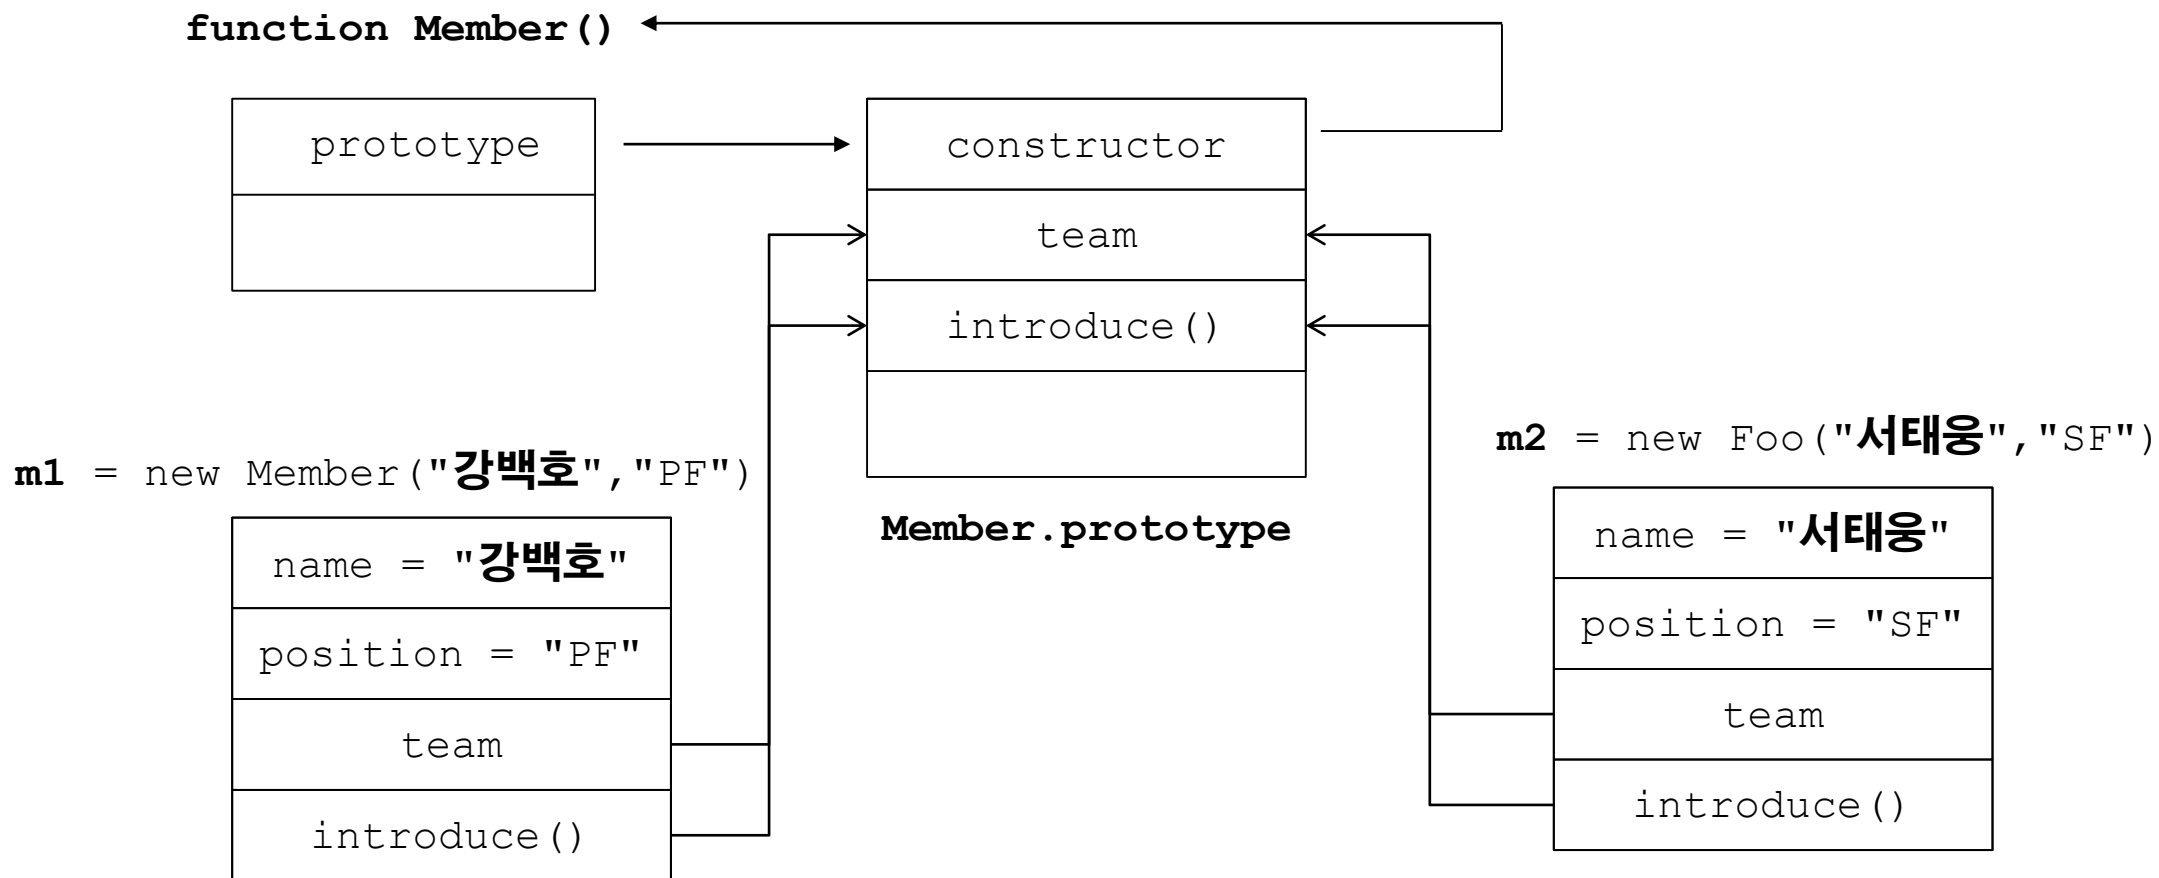 function Member()
prototype
constructor
team
introduce()
Member.prototype
m1 = new Member("강백호","PF")
name = "강백호"
position = "PF"
team
introduce()
m2 = new Foo("서태웅","SF")
name = "서태웅"
position = "SF"
team
introduce()